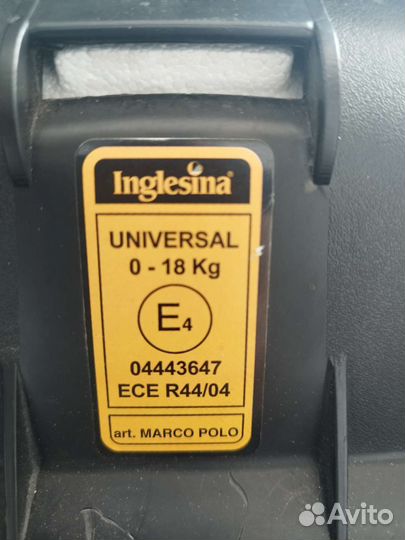 Inglesina®
UNIVERSAL
0 - 18 Kg
E4
04443647
ECE R44/04
art. MARCO POLO
Avito